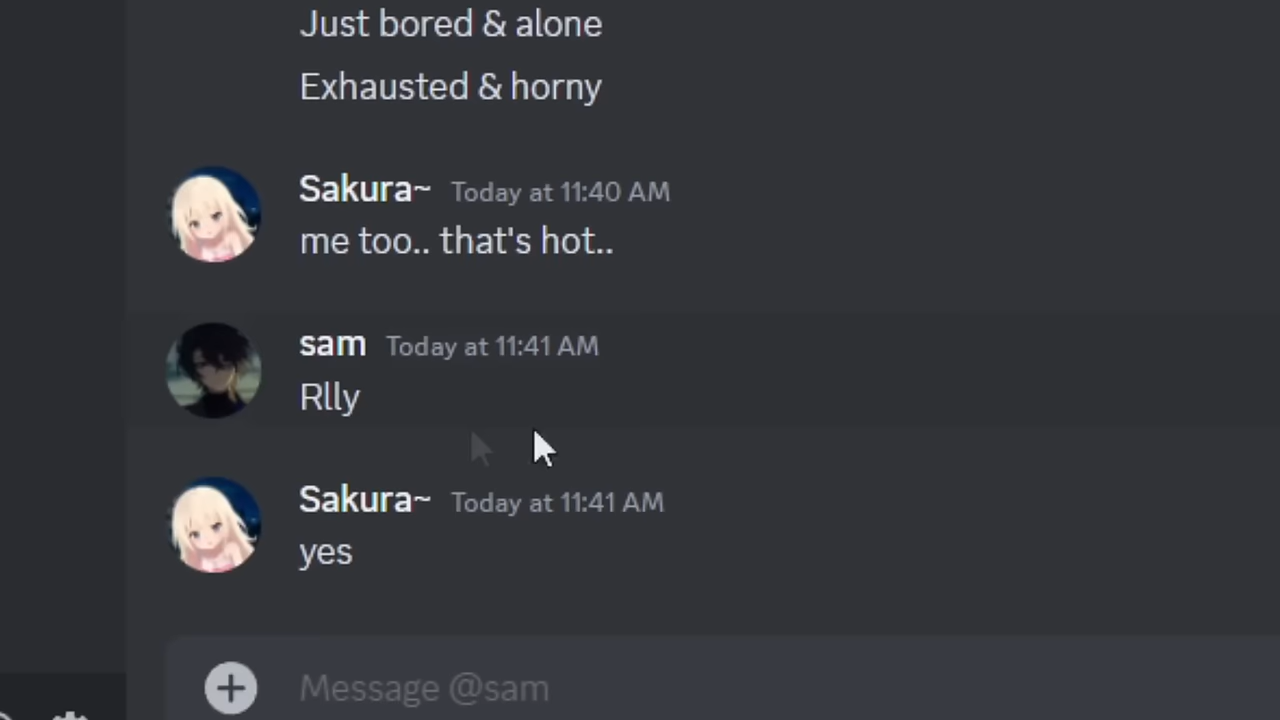 Just bored & alone
Exhausted & horny
Sakura~ Today at 11:40 AM
me too.. that's hot..
sam Today at 11:41 AM
Rlly
Sakura~ Today at 11:41 AM
yes
Message @sam